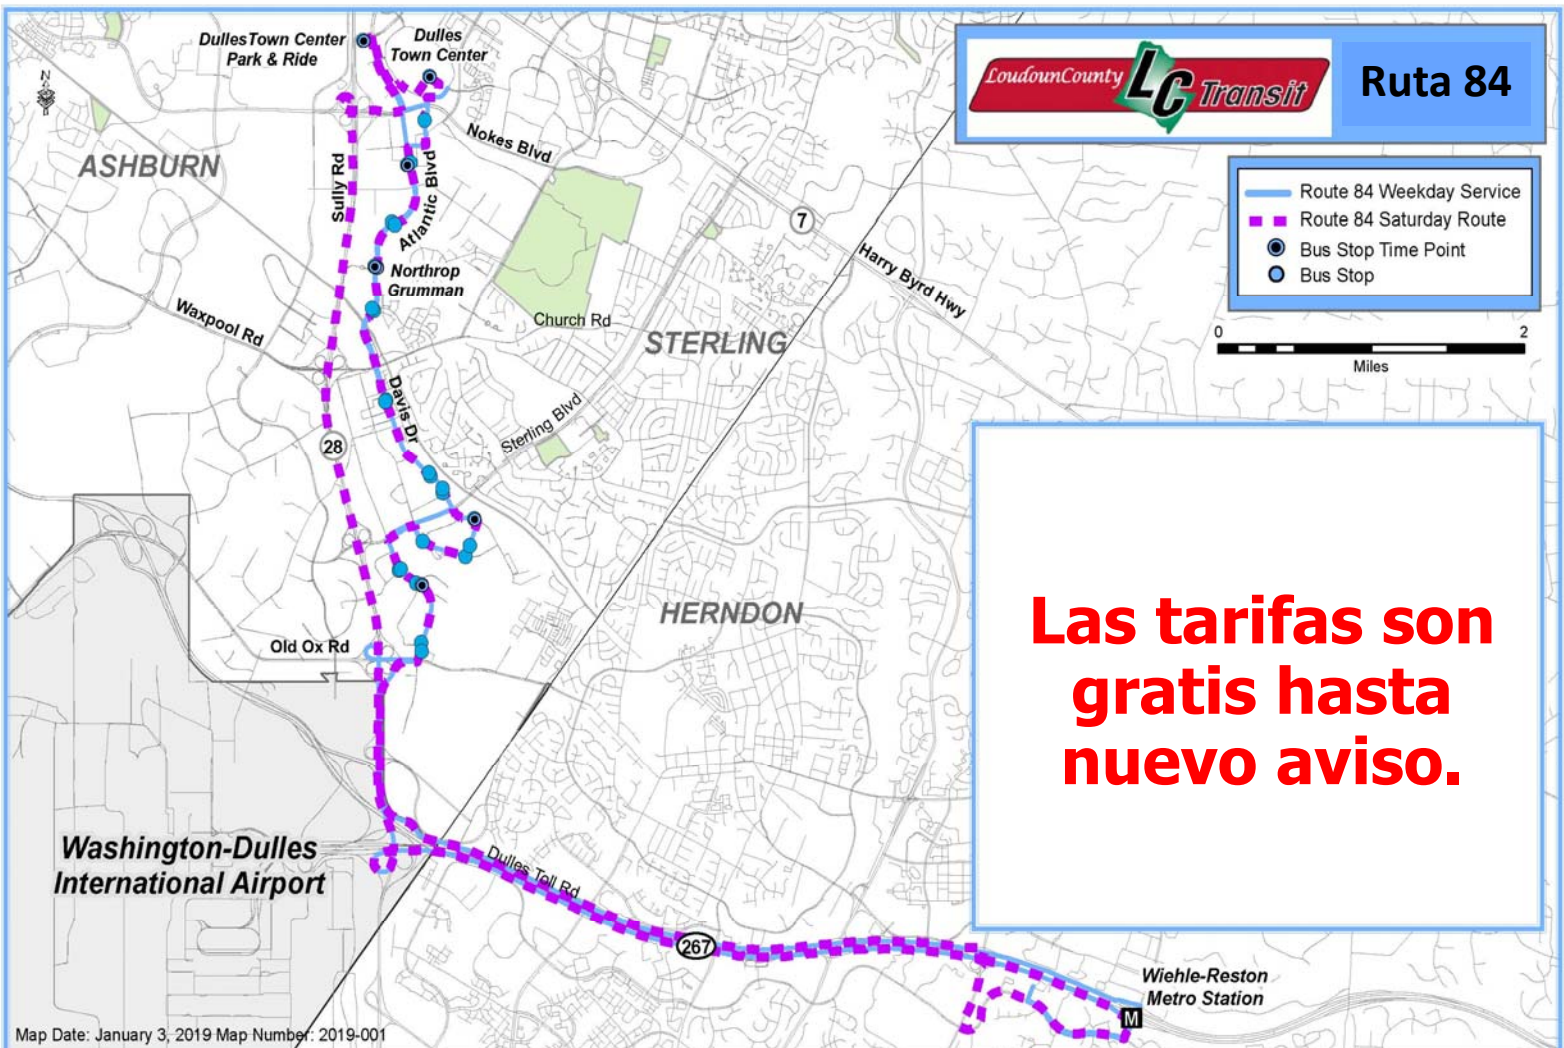 Dulles Town Center
Park & Ride
Dulles
Town Center
N
LoudounCounty LC Transit
Ruta 84
ASHBURN
Nokes Blvd
Sully Rd
Atlantic Blvd
Route 84 Weekday Service
Route 84 Saturday Route
Bus Stop Time Point
Bus Stop
7
Harry Byrd Hwy
Northrop
Grumman
Waxpool Rd
Church Rd
STERLING
0 2
Miles
Davis Dr
Sterling Blvd
28
HERNDON
Old Ox Rd
Las tarifas son
gratis hasta
nuevo aviso.
Washington-Dulles
International Airport
Dulles Toll Rd
267
Wiehle-Reston
Metro Station
M
Map Date: January 3, 2019 Map Number: 2019-001